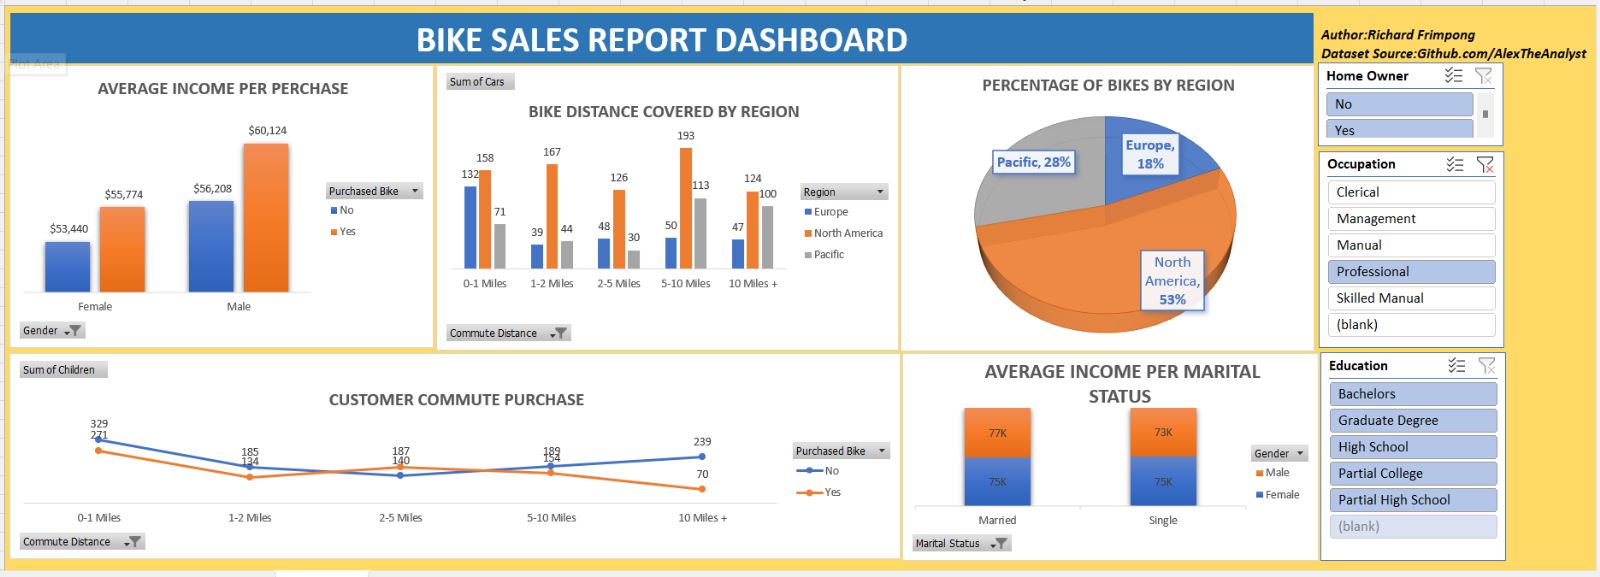 BIKE SALES REPORT DASHBOARD
Author:Richard Frimpong
Dataset Source:Github.com/AlexTheAnalyst
Plot Area
AVERAGE INCOME PER PERCHASE
$53,440
$55,774
$56,208
$60,124
Female
Male
Purchased Bike
No
Yes
Gender
Sum of Cars
BIKE DISTANCE COVERED BY REGION
132
158
71
39
167
44
48
126
30
50
193
113
47
124
100
0-1 Miles
1-2 Miles
2-5 Miles
5-10 Miles
10 Miles +
Region
Europe
North America
Pacific
Commute Distance
PERCENTAGE OF BIKES BY REGION
Pacific, 28%
Europe,
18%
North
America,
53%
Home Owner
No
Yes
Occupation
Clerical
Management
Manual
Professional
Skilled Manual
(blank)
Sum of Children
CUSTOMER COMMUTE PURCHASE
329
271
185
134
187
140
189
154
239
70
0-1 Miles
1-2 Miles
2-5 Miles
5-10 Miles
10 Miles +
Purchased Bike
No
Yes
Commute Distance
AVERAGE INCOME PER MARITAL
STATUS
77K
73K
75K
75K
Married
Single
Gender
Male
Female
Marital Status
Education
Bachelors
Graduate Degree
High School
Partial College
Partial High School
(blank)